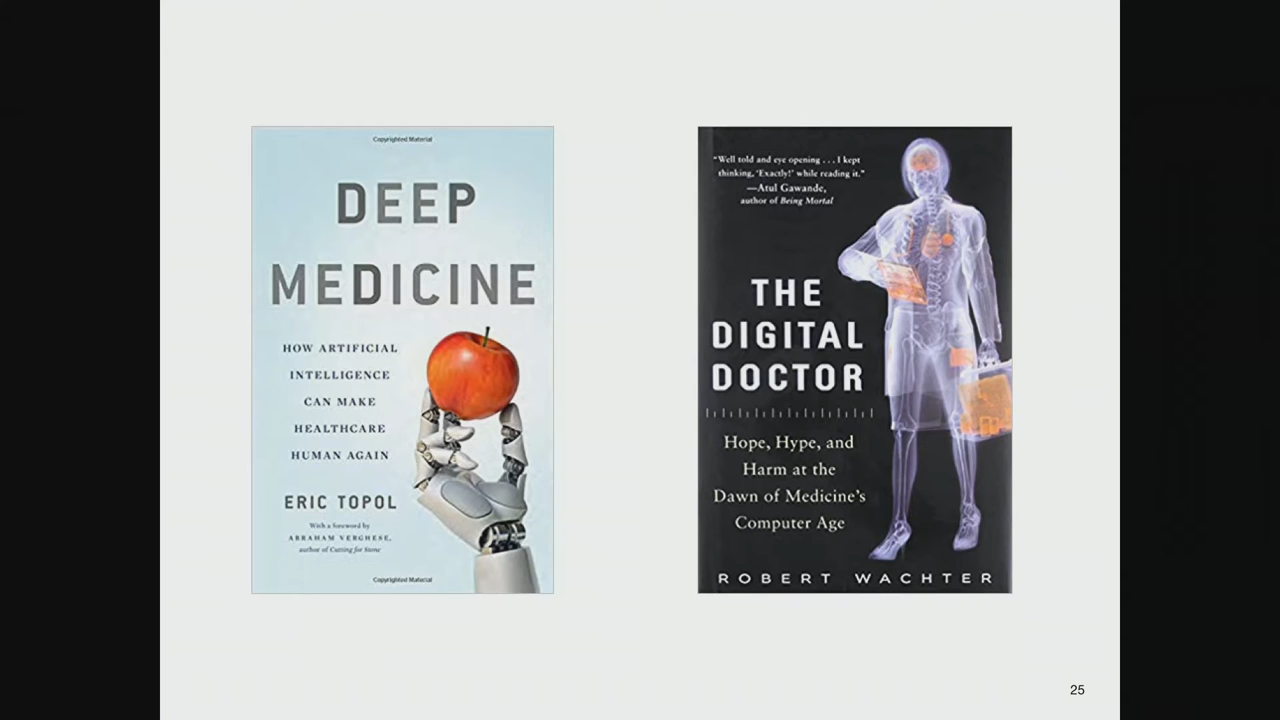 Copyrighted Material
DEEP
MEDICINE
HOW ARTIFICIAL
INTELLIGENCE
CAN MAKE
HEALTHCARE
HUMAN AGAIN
ERIC TOPOL
With a foreword by
ABRAHAM VERGHESE,
author of Cutting for Stone
Copyrighted Material
"Well told and eye opening . . . I kept
thinking, 'Exactly!' while reading it."
—Atul Gawande,
author of Being Mortal
THE
DIGITAL
DOCTOR
Hope, Hype, and
Harm at the
Dawn of Medicine's
Computer Age
ROBERT WACHTER
25